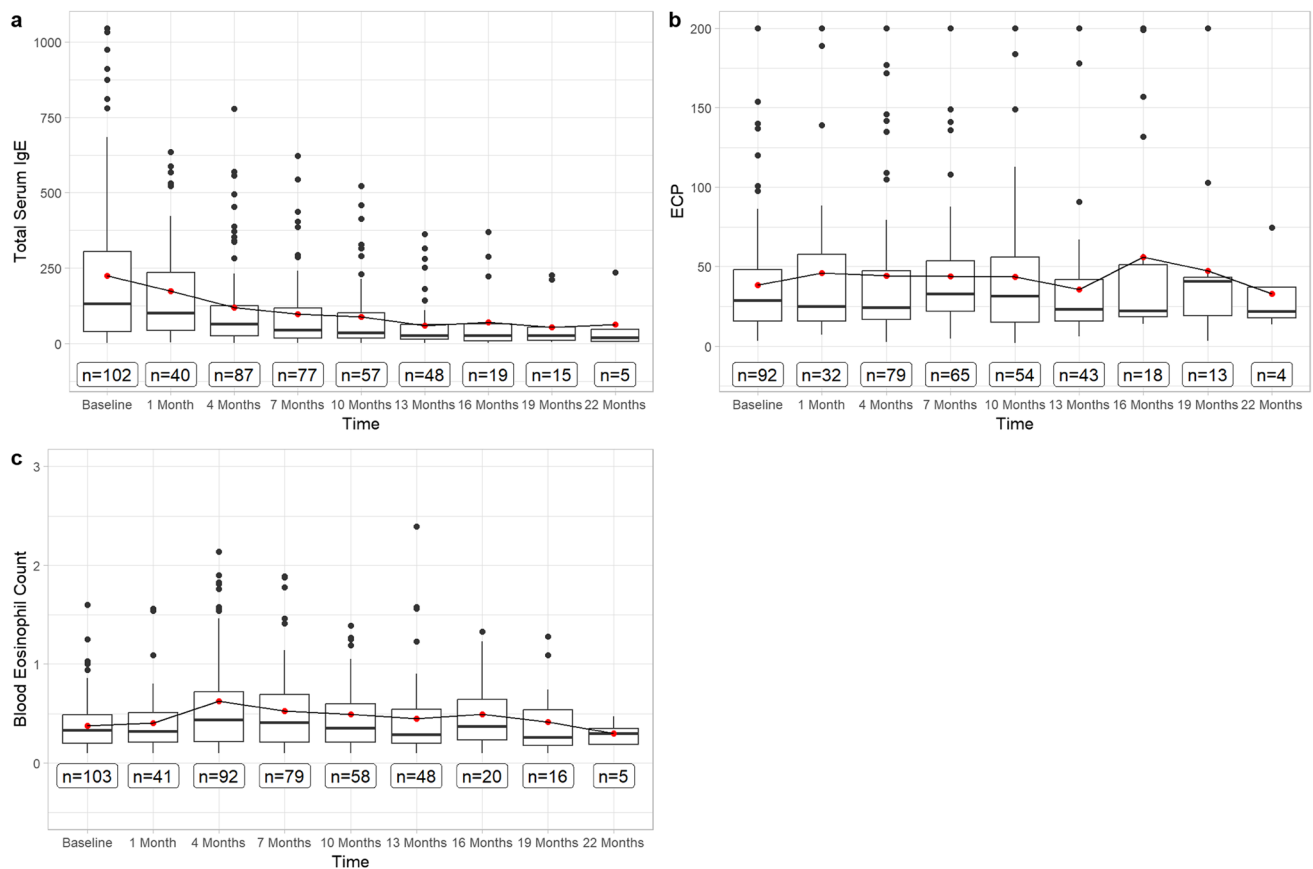 a
1000
750
500
250
0
Total Serum IgE
n=102 n=40 n=87 n=77 n=57 n=48 n=19 n=15 n=5
Baseline 1 Month 4 Months 7 Months 10 Months 13 Months 16 Months 19 Months 22 Months
Time
b
200
150
100
50
0
ECP
n=92 n=32 n=79 n=65 n=54 n=43 n=18 n=13 n=4
Baseline 1 Month 4 Months 7 Months 10 Months 13 Months 16 Months 19 Months 22 Months
Time
c
3
2
1
0
Blood Eosinophil Count
n=103 n=41 n=92 n=79 n=58 n=48 n=20 n=16 n=5
Baseline 1 Month 4 Months 7 Months 10 Months 13 Months 16 Months 19 Months 22 Months
Time